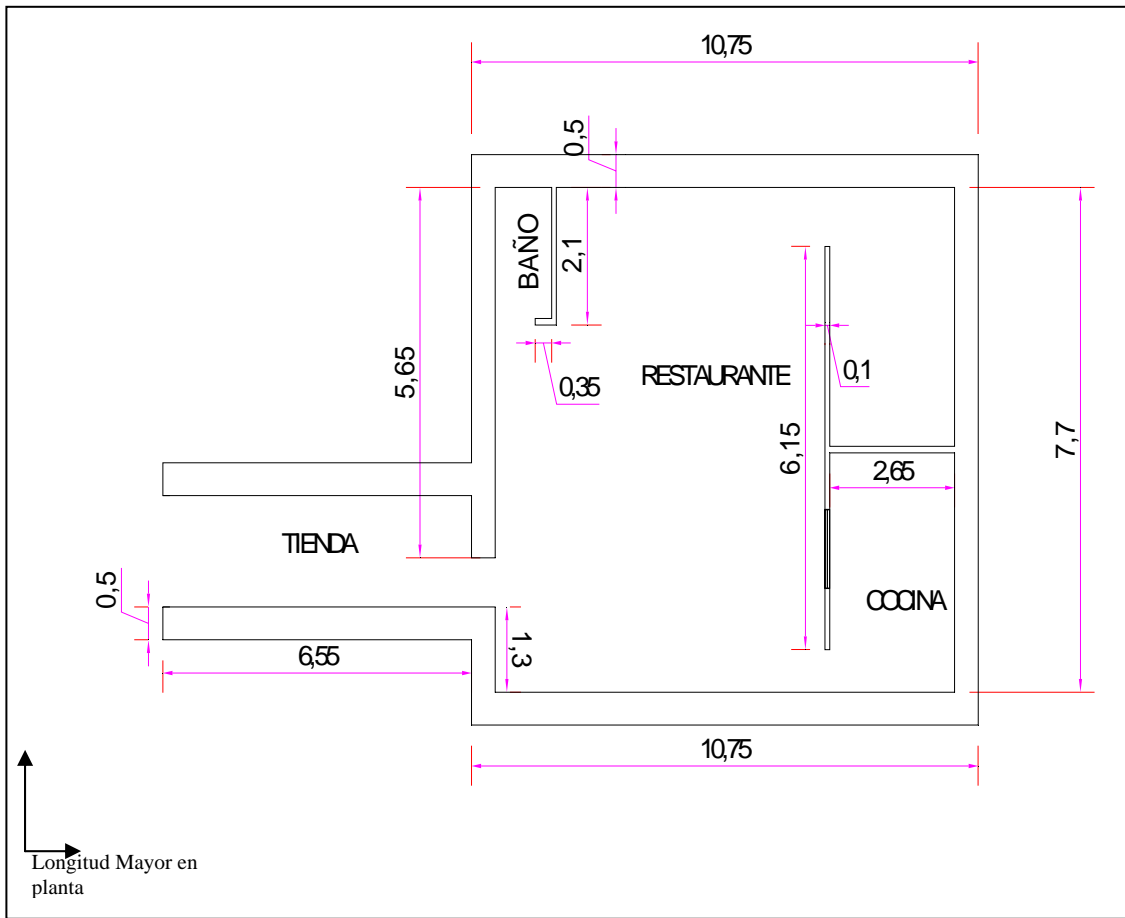 10,75
0,5
BAÑO
2,1
5,65
RESTAURANTE
0,1
0,35
6,15
7,7
2,65
TIENDA
0,5
COCINA
1,3
6,55
10,75
Longitud Mayor en
planta